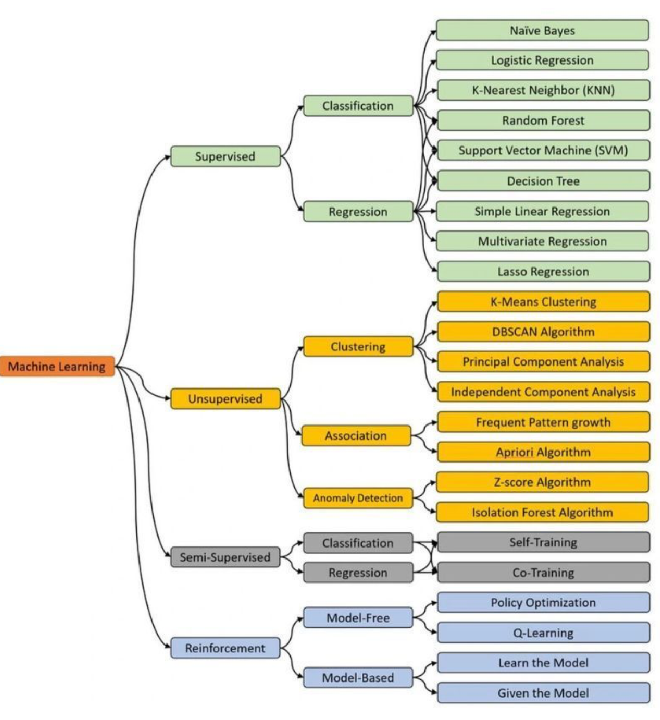 Naïve Bayes
Logistic Regression
K-Nearest Neighbor (KNN)
Classification
Random Forest
Support Vector Machine (SVM)
Supervised
Decision Tree
Regression
Simple Linear Regression
Multivariate Regression
Lasso Regression
K-Means Clustering
DBSCAN Algorithm
Clustering
Principal Component Analysis
Machine Learning
Independent Component Analysis
Unsupervised
Frequent Pattern growth
Association
Apriori Algorithm
Z-score Algorithm
Anomaly Detection
Isolation Forest Algorithm
Classification
Self-Training
Semi-Supervised
Regression
Co-Training
Policy Optimization
Model-Free
Q-Learning
Reinforcement
Learn the Model
Model-Based
Given the Model